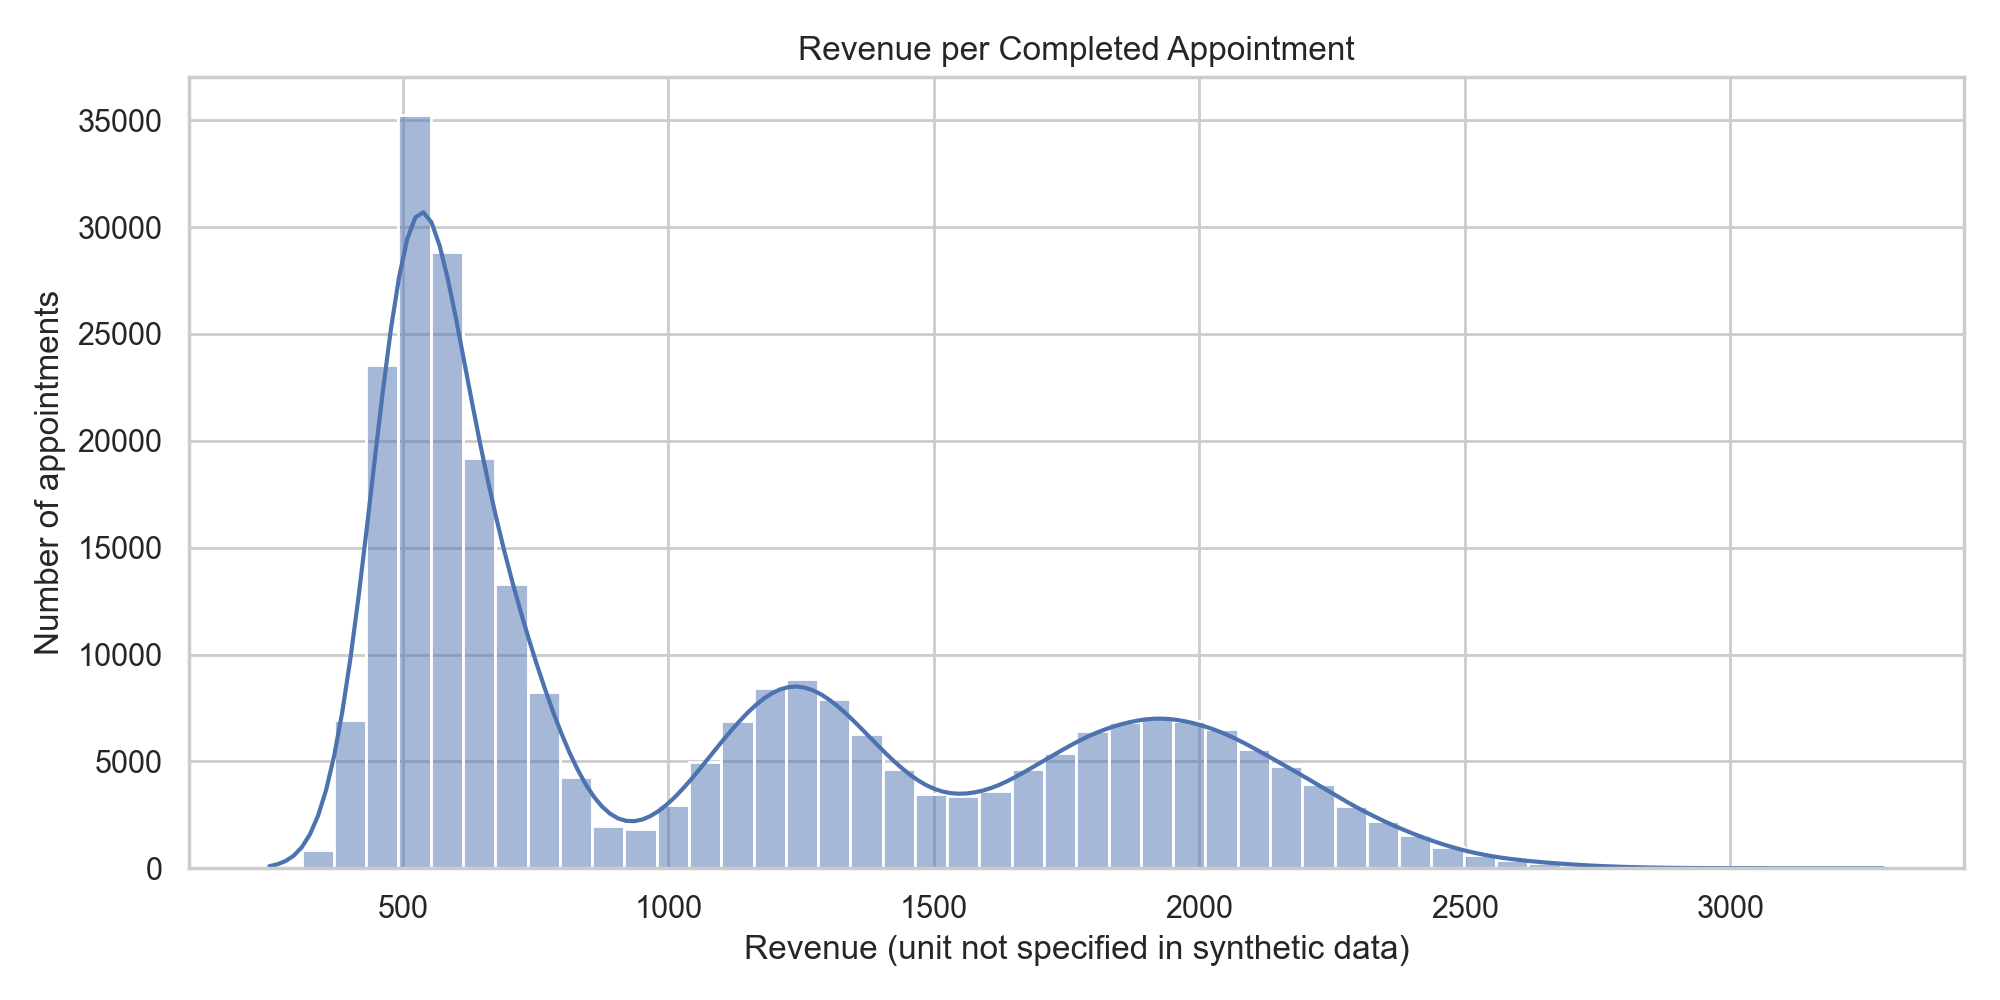 Revenue per Completed Appointment
35000
30000
25000
20000
15000
10000
5000
0
Number of appointments
500 1000 1500 2000 2500 3000
Revenue (unit not specified in synthetic data)